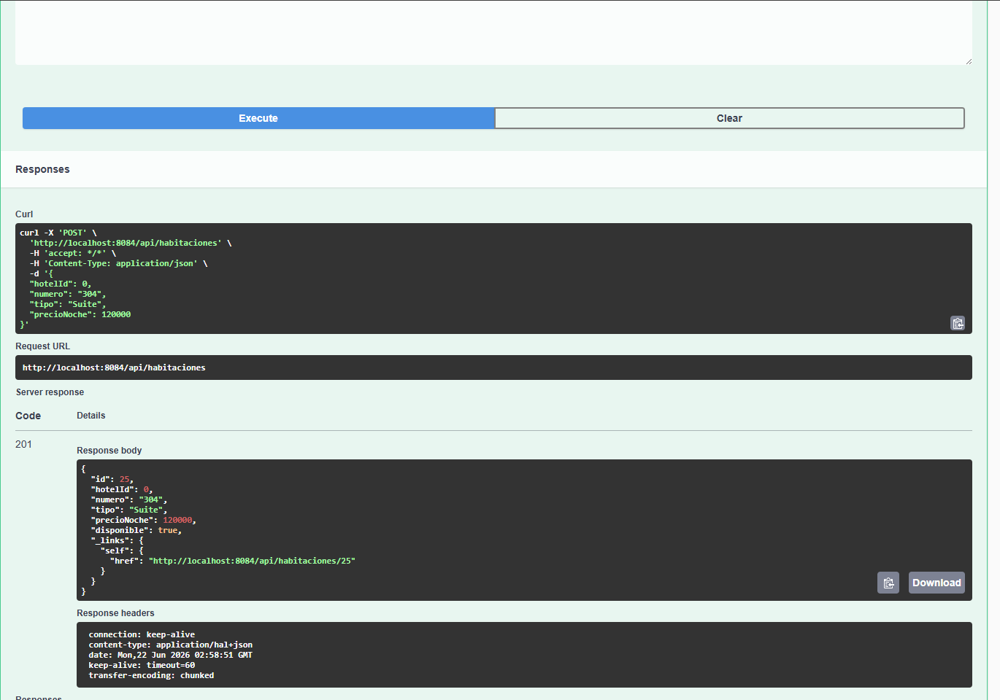 Execute
Clear
Responses
Curl
curl -X 'POST' \
  'http://localhost:8084/api/habitaciones' \
  -H 'accept: */*' \
  -H 'Content-Type: application/json' \
  -d '{
  "hotelId": 0,
  "numero": "304",
  "tipo": "Suite",
  "precioNoche": 120000
}'
Request URL
http://localhost:8084/api/habitaciones
Server response
Code
Details
201
Response body
{
  "id": 25,
  "hotelId": 0,
  "numero": "304",
  "tipo": "Suite",
  "precioNoche": 120000,
  "disponible": true,
  "_links": {
    "self": {
      "href": "http://localhost:8084/api/habitaciones/25"
    }
  }
}
Download
Response headers
connection: keep-alive
content-type: application/hal+json
date: Mon,22 Jun 2026 02:58:51 GMT
keep-alive: timeout=60
transfer-encoding: chunked
Responses